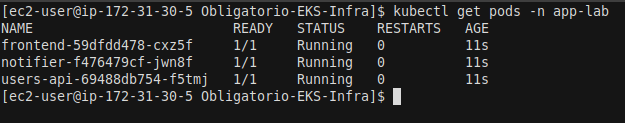 [ec2-user@ip-172-31-30-5 Obligatorio-EKS-Infra]$ kubectl get pods -n app-lab
NAME                         READY   STATUS    RESTARTS   AGE
frontend-59dfdd478-cxz5f     1/1     Running   0          11s
notifier-f476479cf-jwn8f     1/1     Running   0          11s
users-api-69488db754-f5tmj   1/1     Running   0          11s
[ec2-user@ip-172-31-30-5 Obligatorio-EKS-Infra]$